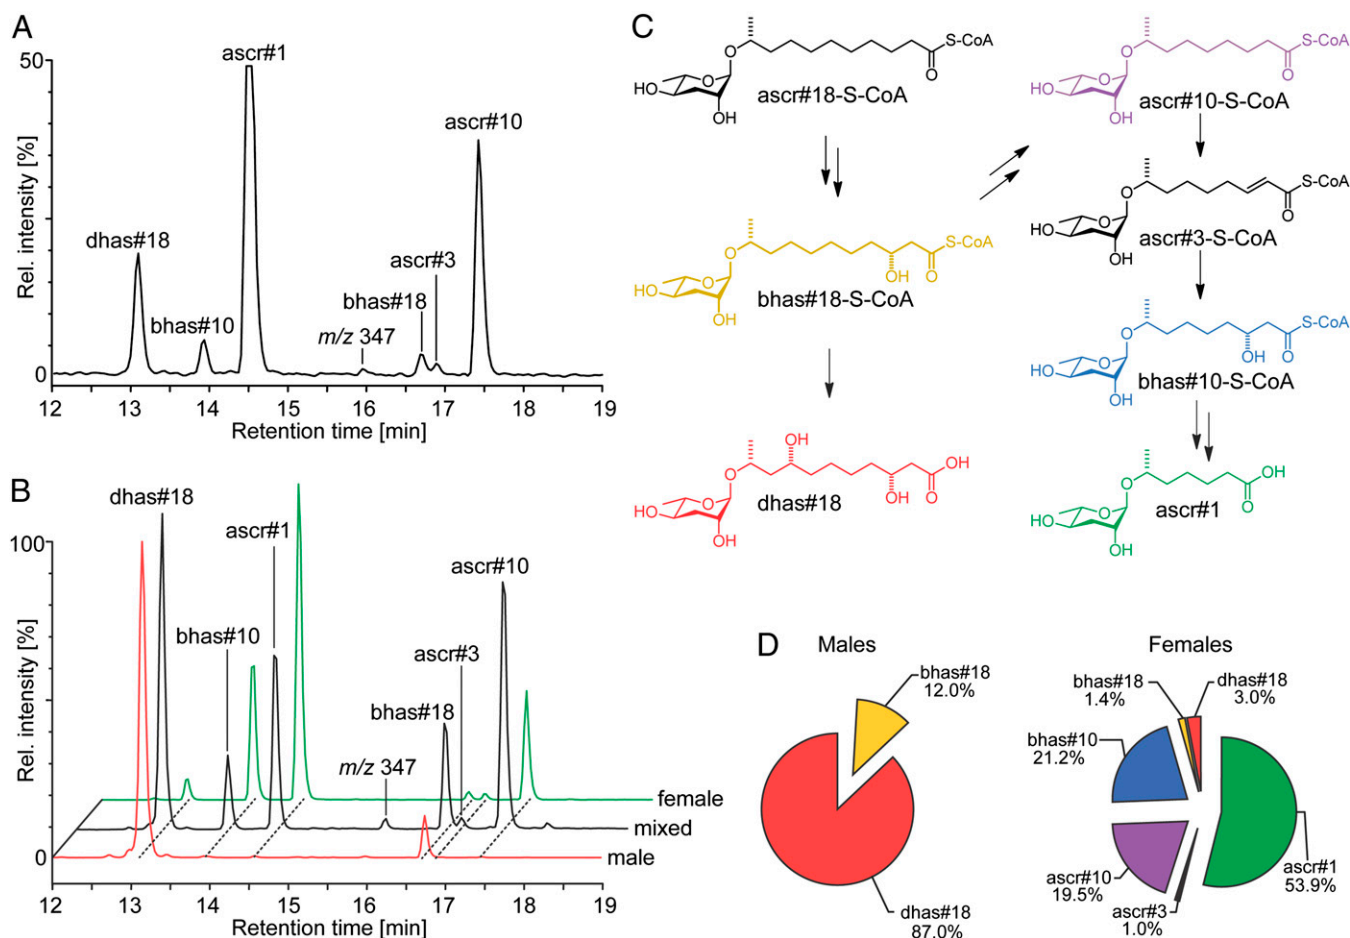 A
50
Rel. intensity [%]
0
dhas#18
bhas#10
ascr#1
m/z 347
bhas#18
ascr#3
ascr#10
12 13 14 15 16 17 18 19
Retention time [min]
B
100
Rel. intensity [%]
0
dhas#18
bhas#10
ascr#1
m/z 347
bhas#18
ascr#3
ascr#10
female
mixed
male
12 13 14 15 16 17 18 19
Retention time [min]
C
O
S-CoA
O
O
HO
OH
ascr#18-S-CoA
O
S-CoA
O
O
OH
HO
OH
bhas#18-S-CoA
OH
O
OH
O
O
OH
HO
OH
dhas#18
O
S-CoA
O
O
HO
OH
ascr#10-S-CoA
O
S-CoA
O
O
HO
OH
ascr#3-S-CoA
O
S-CoA
O
O
OH
HO
OH
bhas#10-S-CoA
O
OH
O
O
HO
OH
ascr#1
D
Males
bhas#18
12.0%
dhas#18
87.0%
Females
bhas#18
1.4%
dhas#18
3.0%
bhas#10
21.2%
ascr#10
19.5%
ascr#3
1.0%
ascr#1
53.9%